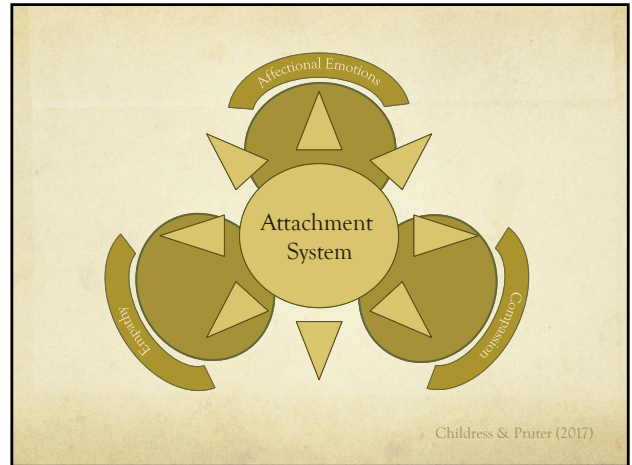 Affectional Emotions
Attachment
System
Empathy
Compassion
Childress & Pruter (2017)